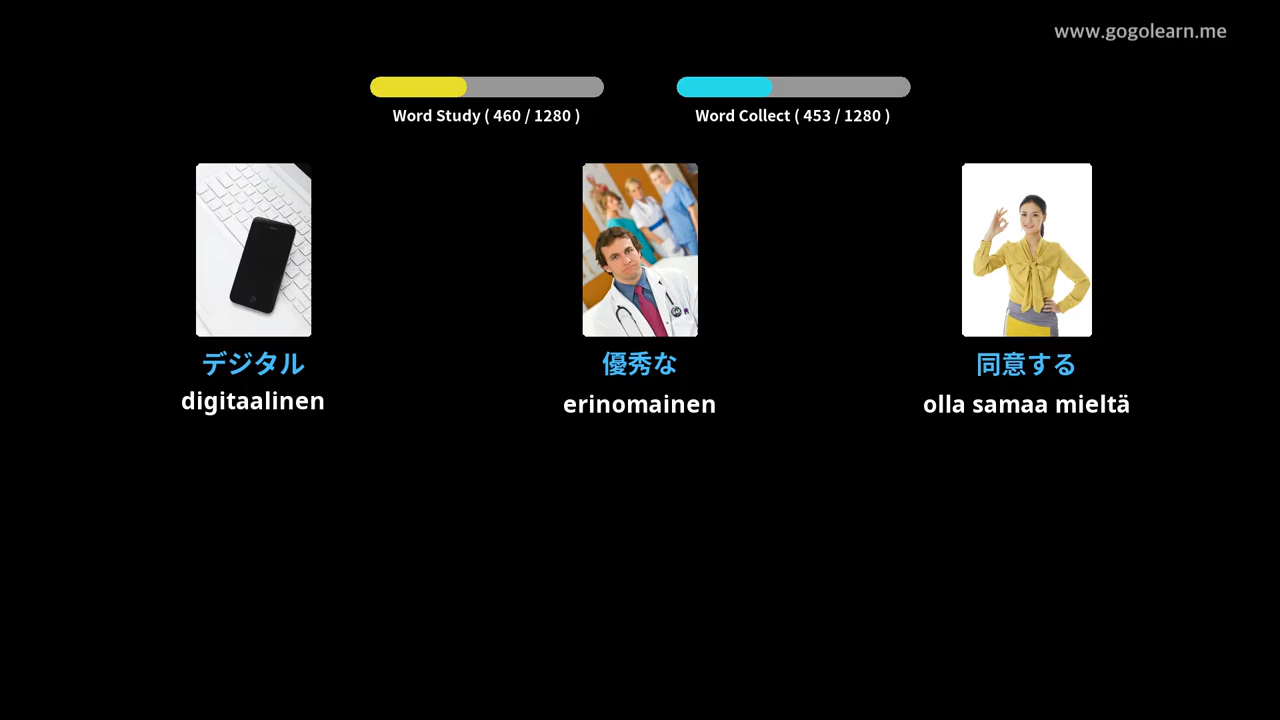 www.gogolearn.me
Word Study ( 460 / 1280 )
Word Collect ( 453 / 1280 )
デジタル
digitaalinen
優秀な
erinomainen
同意する
olla samaa mieltä